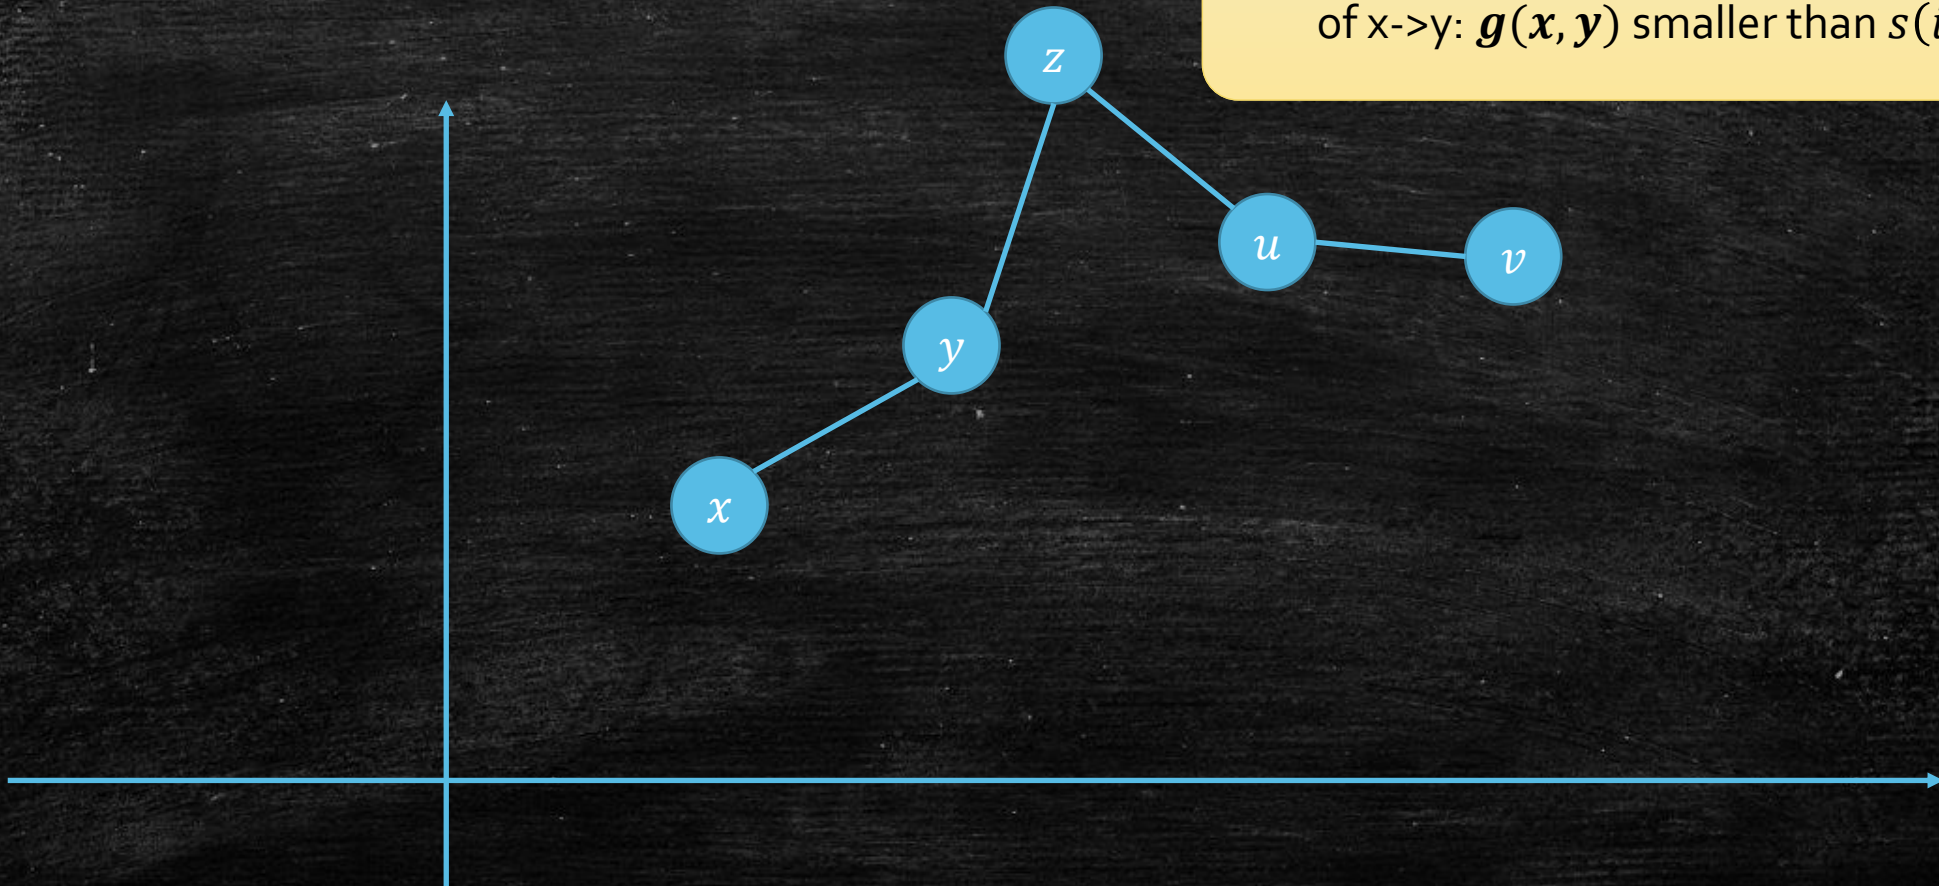 of x->y: g(x, y) smaller than s(
z
u
v
y
x